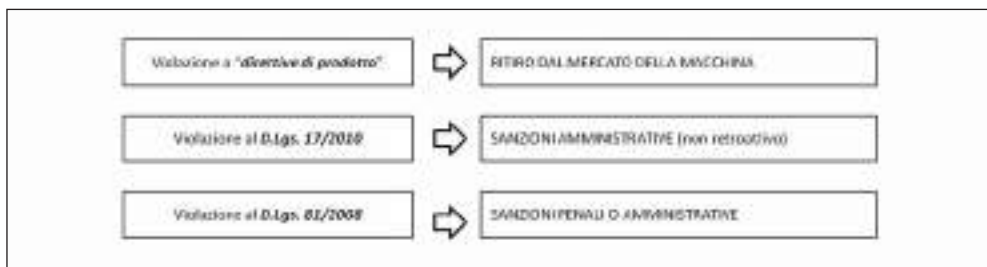 Violazione a "direttive di prodotto"
RITIRO DAL MERCATO DELLA MACCHINA
Violazione al D.Lgs. 17/2010
SANZIONI AMMINISTRATIVE (non retroattivo)
Violazione al D.Lgs. 81/2008
SANZIONI PENALI O AMMINISTRATIVE